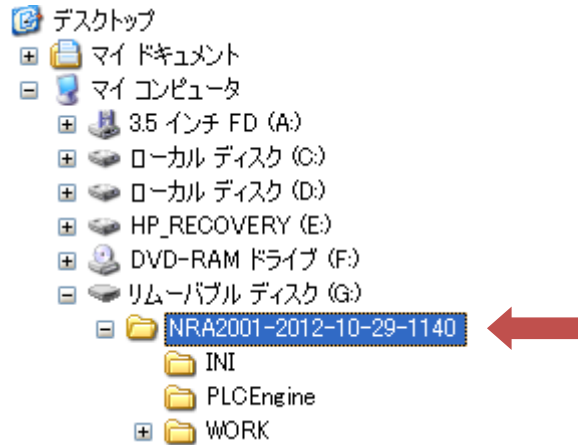 デスクトップ
マイ ドキュメント
マイ コンピュータ
3.5 インチ FD (A:)
ローカル ディスク (C:)
ローカル ディスク (D:)
HP_RECOVERY (E:)
DVD-RAM ドライブ (F:)
リムーバブル ディスク (G:)
NRA2001-2012-10-29-1140
INI
PLCEngine
WORK